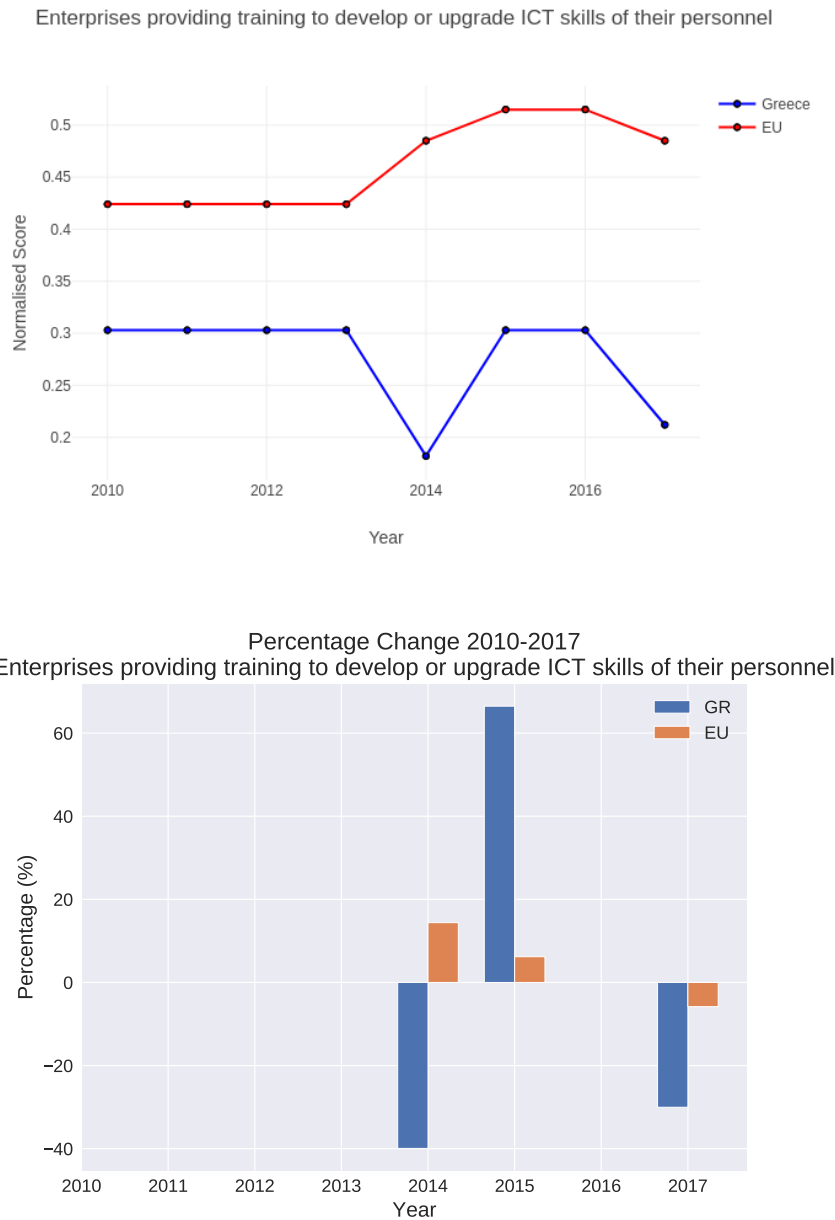 Enterprises providing training to develop or upgrade ICT skills of their personnel
Greece
EU
0.5
0.45
0.4
0.35
0.3
0.25
0.2
Normalised Score
2010 2012 2014 2016
Year
Percentage Change 2010-2017
Enterprises providing training to develop or upgrade ICT skills of their personnel
GR
EU
60
40
20
0
−20
−40
Percentage (%)
2010 2011 2012 2013 2014 2015 2016 2017
Year